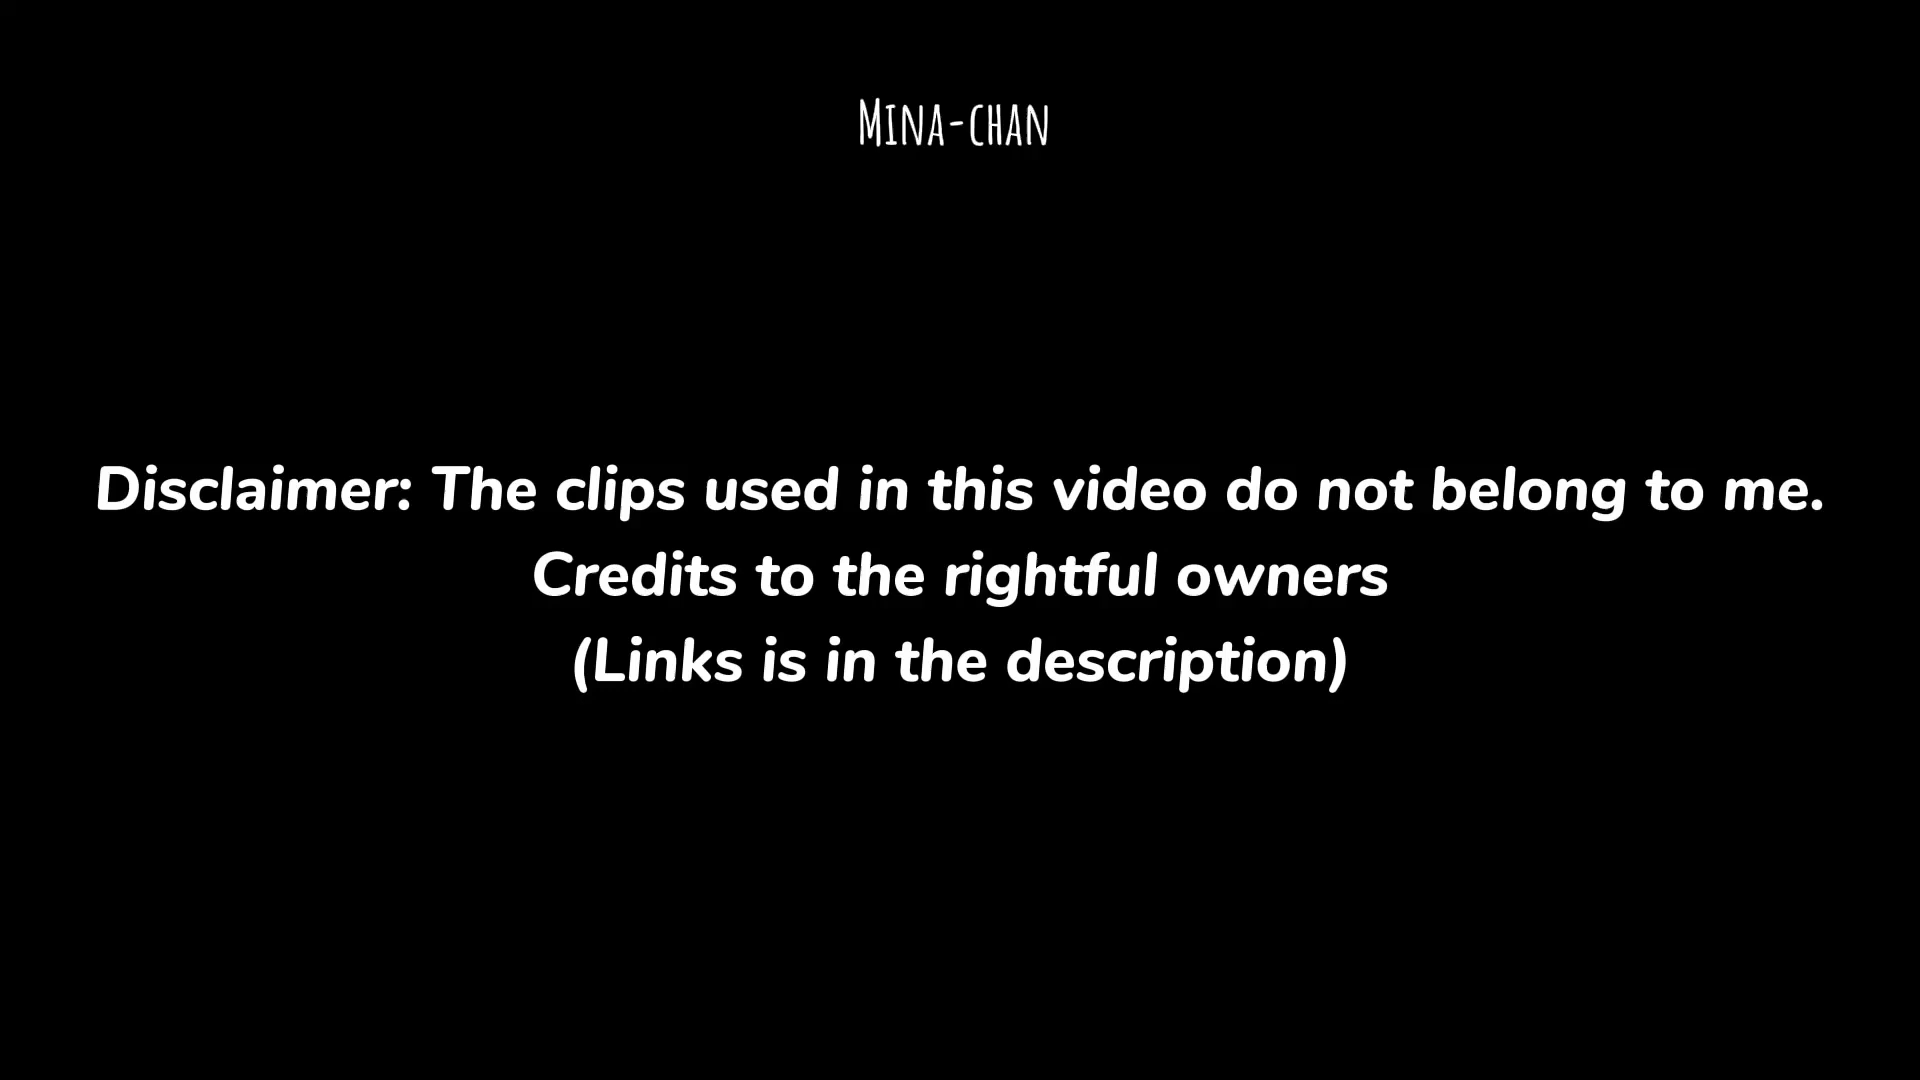 Mina-chan
Disclaimer: The clips used in this video do not belong to me.
Credits to the rightful owners
(Links is in the description)